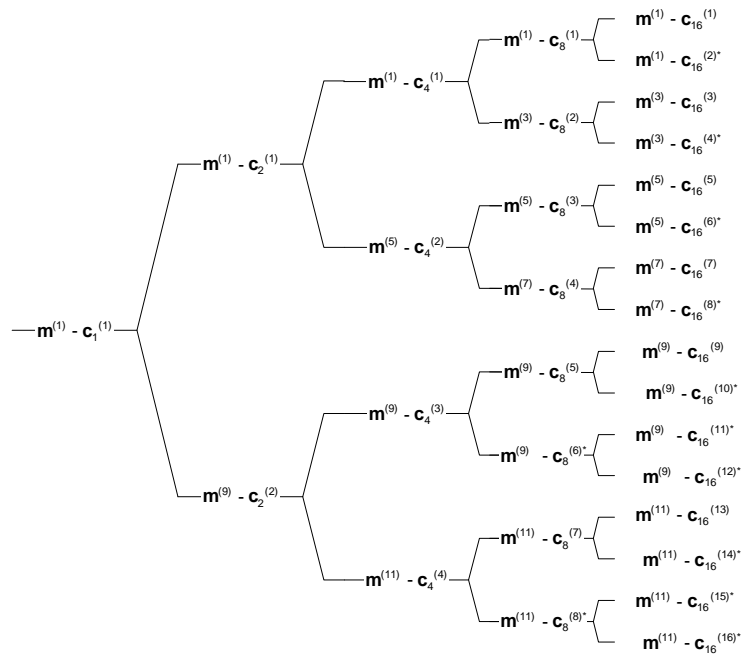 m(1) - c1(1)
m(1) - c2(1)
m(9) - c2(2)
m(1) - c4(1)
m(5) - c4(2)
m(9) - c4(3)
m(11) - c4(4)
m(1) - c8(1)
m(3) - c8(2)
m(5) - c8(3)
m(7) - c8(4)
m(9) - c8(5)
m(9) - c8(6)*
m(11) - c8(7)
m(11) - c8(8)*
m(1) - c16(1)
m(1) - c16(2)*
m(3) - c16(3)
m(3) - c16(4)*
m(5) - c16(5)
m(5) - c16(6)*
m(7) - c16(7)
m(7) - c16(8)*
m(9) - c16(9)
m(9) - c16(10)*
m(9) - c16(11)*
m(9) - c16(12)*
m(11) - c16(13)
m(11) - c16(14)*
m(11) - c16(15)*
m(11) - c16(16)*